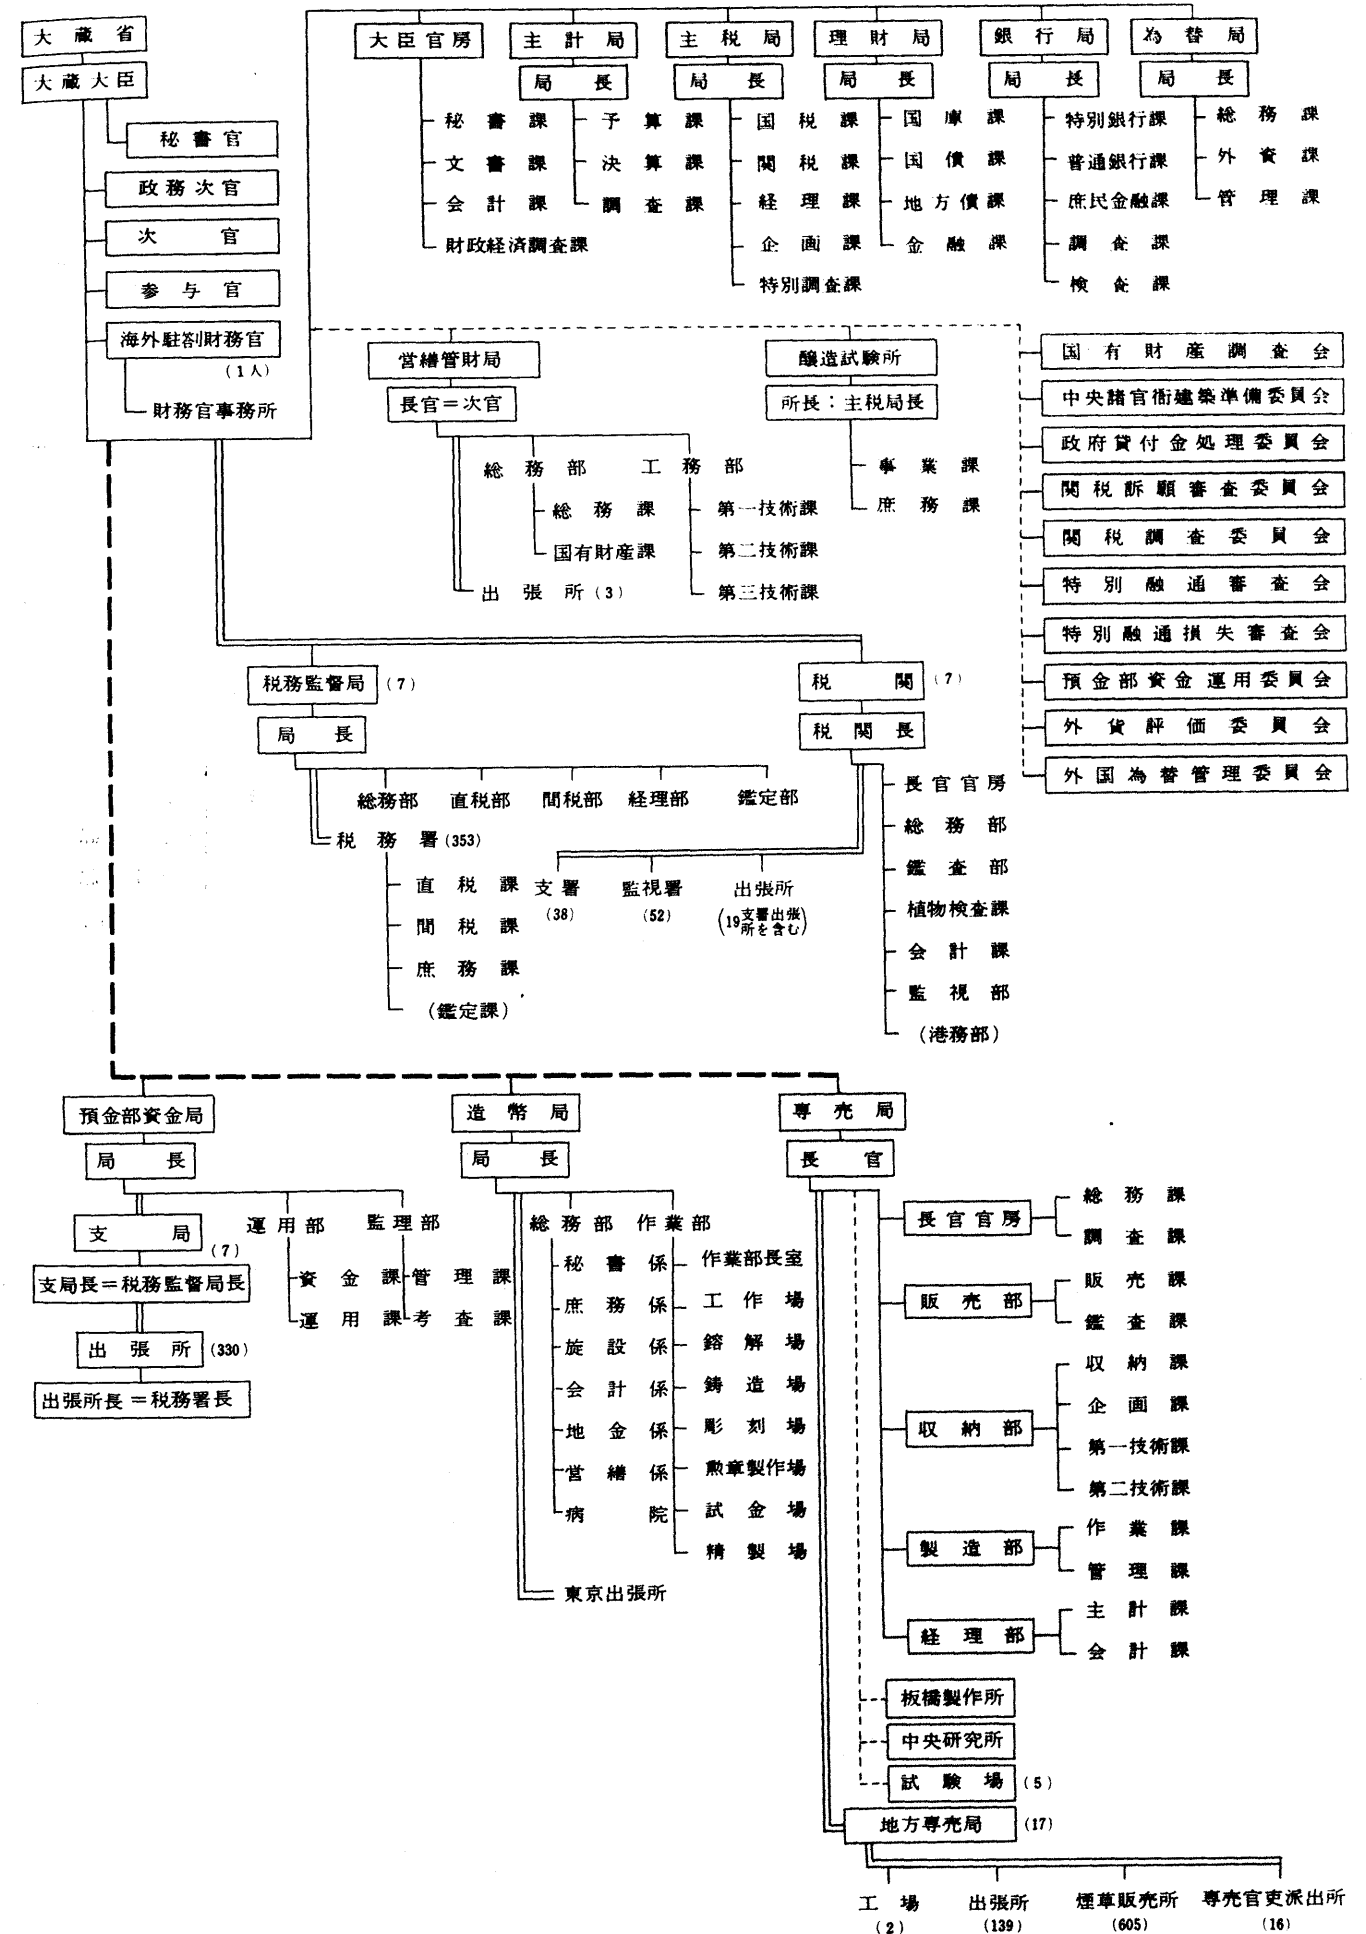 大蔵省
大蔵大臣
秘書官
政務次官
次官
参与官
海外駐剳財務官
(1人)
財務官事務所
大臣官房
秘書課
文書課
会計課
財政経済調査課
主計局
局長
予算課
決算課
調査課
主税局
局長
国税課
関税課
経理課
企画課
特別調査課
理財局
局長
国庫課
国債課
地方債課
金融課
銀行局
局長
特別銀行課
普通銀行課
庶民金融課
調査課
検査課
為替局
局長
総務課
外資課
管理課
営繕管財局
長官=次官
総務部
総務課
国有財産課
工務部
第一技術課
第二技術課
第三技術課
出張所(3)
醸造試験所
所長:主税局長
事業課
庶務課
国有財産調査会
中央諸官衙建築準備委員会
政府貸付金処理委員会
関税訴願審査委員会
関税調査委員会
特別融通審査会
特別融通損失審査会
預金部資金運用委員会
外貨評価委員会
外国為替管理委員会
税務監督局(7)
局長
総務部
直税部
間税部
経理部
鑑定部
税務署(353)
直税課
間税課
庶務課
(鑑定課)
税関(7)
税関長
長官官房
総務部
鑑査部
植物検査課
会計課
監視部
(港務部)
支署
(38)
監視署
(52)
出張所
(19支署出張所を含む)
預金部資金局
局長
支局
(7)
支局長=税務監督局長
出張所(330)
出張所長=税務署長
運用部
資金課
運用課
監理部
管理課
考査課
造幣局
局長
総務部
秘書係
庶務係
旋設係
会計係
地金係
営繕係
病院
作業部
作業部長室
工作場
鎔解場
鋳造場
彫刻場
勲章製作場
試金場
精製場
東京出張所
専売局
長官
長官官房
総務課
調査課
販売部
販売課
鑑査課
収納部
収納課
企画課
第一技術課
第二技術課
製造部
作業課
管理課
経理部
主計課
会計課
板橋製作所
中央研究所
試験場(5)
地方専売局(17)
工場
(2)
出張所
(139)
煙草販売所
(605)
専売官吏派出所
(16)